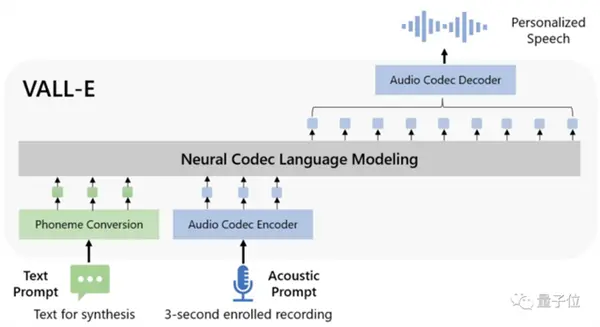 Personalized
Speech
VALL-E
Audio Codec Decoder
Neural Codec Language Modeling
Phoneme Conversion
Audio Codec Encoder
Text
Prompt
Acoustic
Prompt
Text for synthesis
3-second enrolled recording
量子位